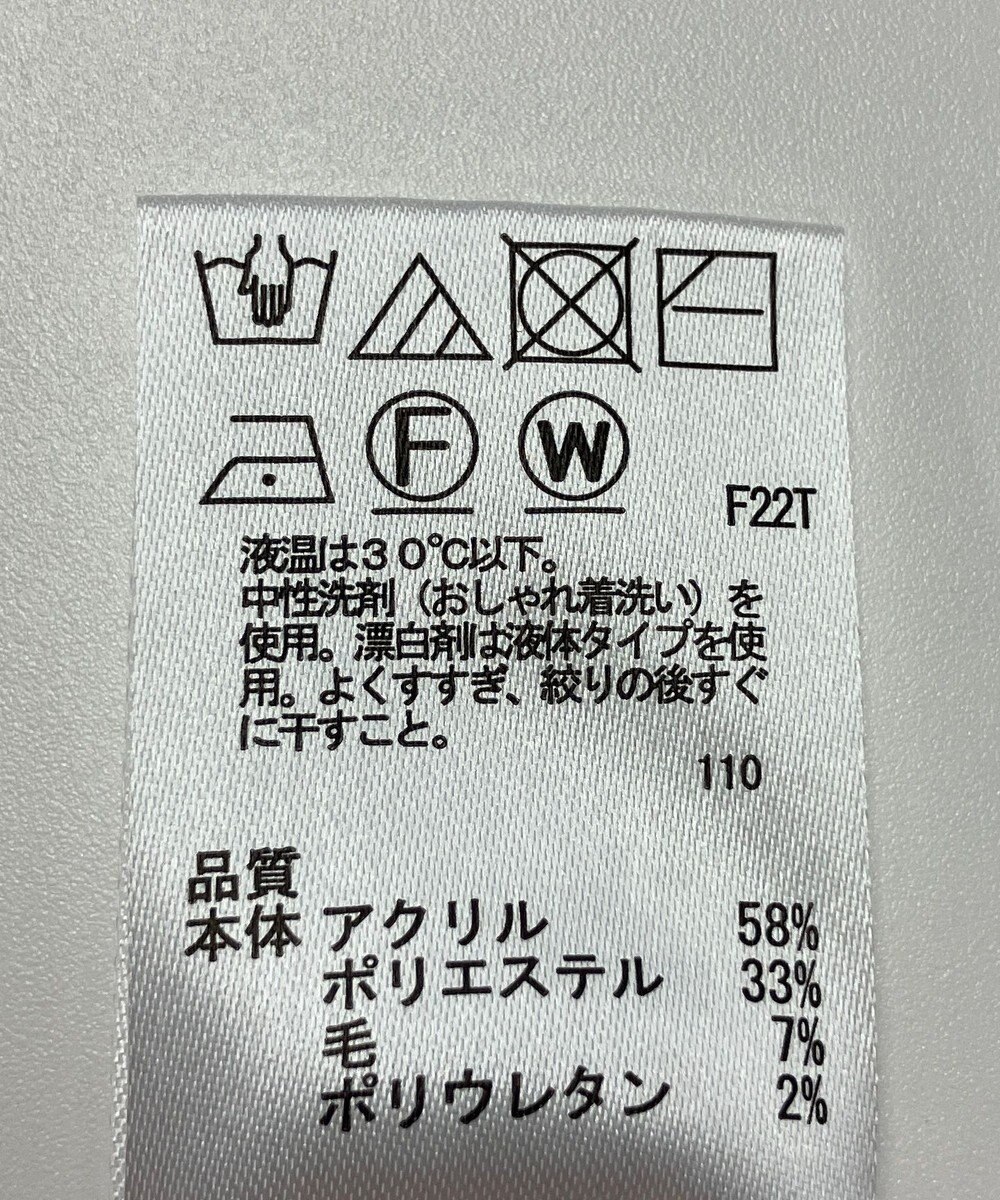 F
W
F22T
液温は３０℃以下。
中性洗剤（おしゃれ着洗い）を
使用。漂白剤は液体タイプを使
用。よくすすぎ、絞りの後すぐ
に干すこと。
110
品質
本体 アクリル 58%
ポリエステル 33%
毛 7%
ポリウレタン 2%